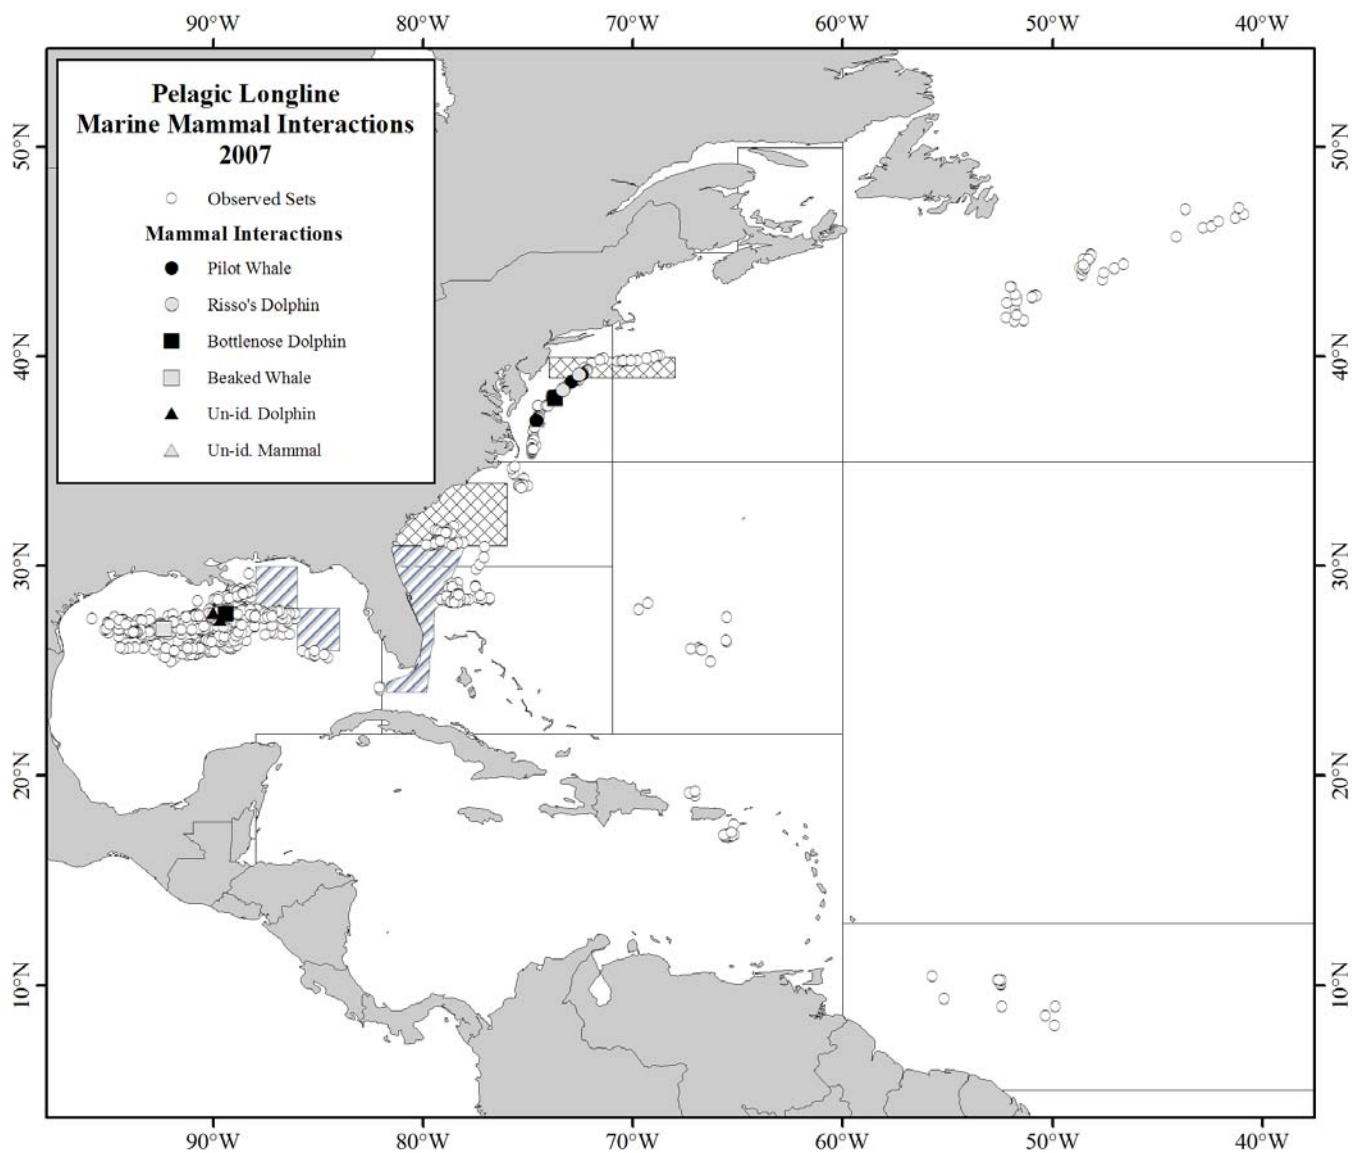 90°W 80°W 70°W 60°W 50°W 40°W
Pelagic Longline
Marine Mammal Interactions
2007
Observed Sets
Mammal Interactions
Pilot Whale
Risso's Dolphin
Bottlenose Dolphin
Beaked Whale
Un-id. Dolphin
Un-id. Mammal
50°N 50°N
40°N 40°N
30°N 30°N
20°N 20°N
10°N 10°N
90°W 80°W 70°W 60°W 50°W 40°W